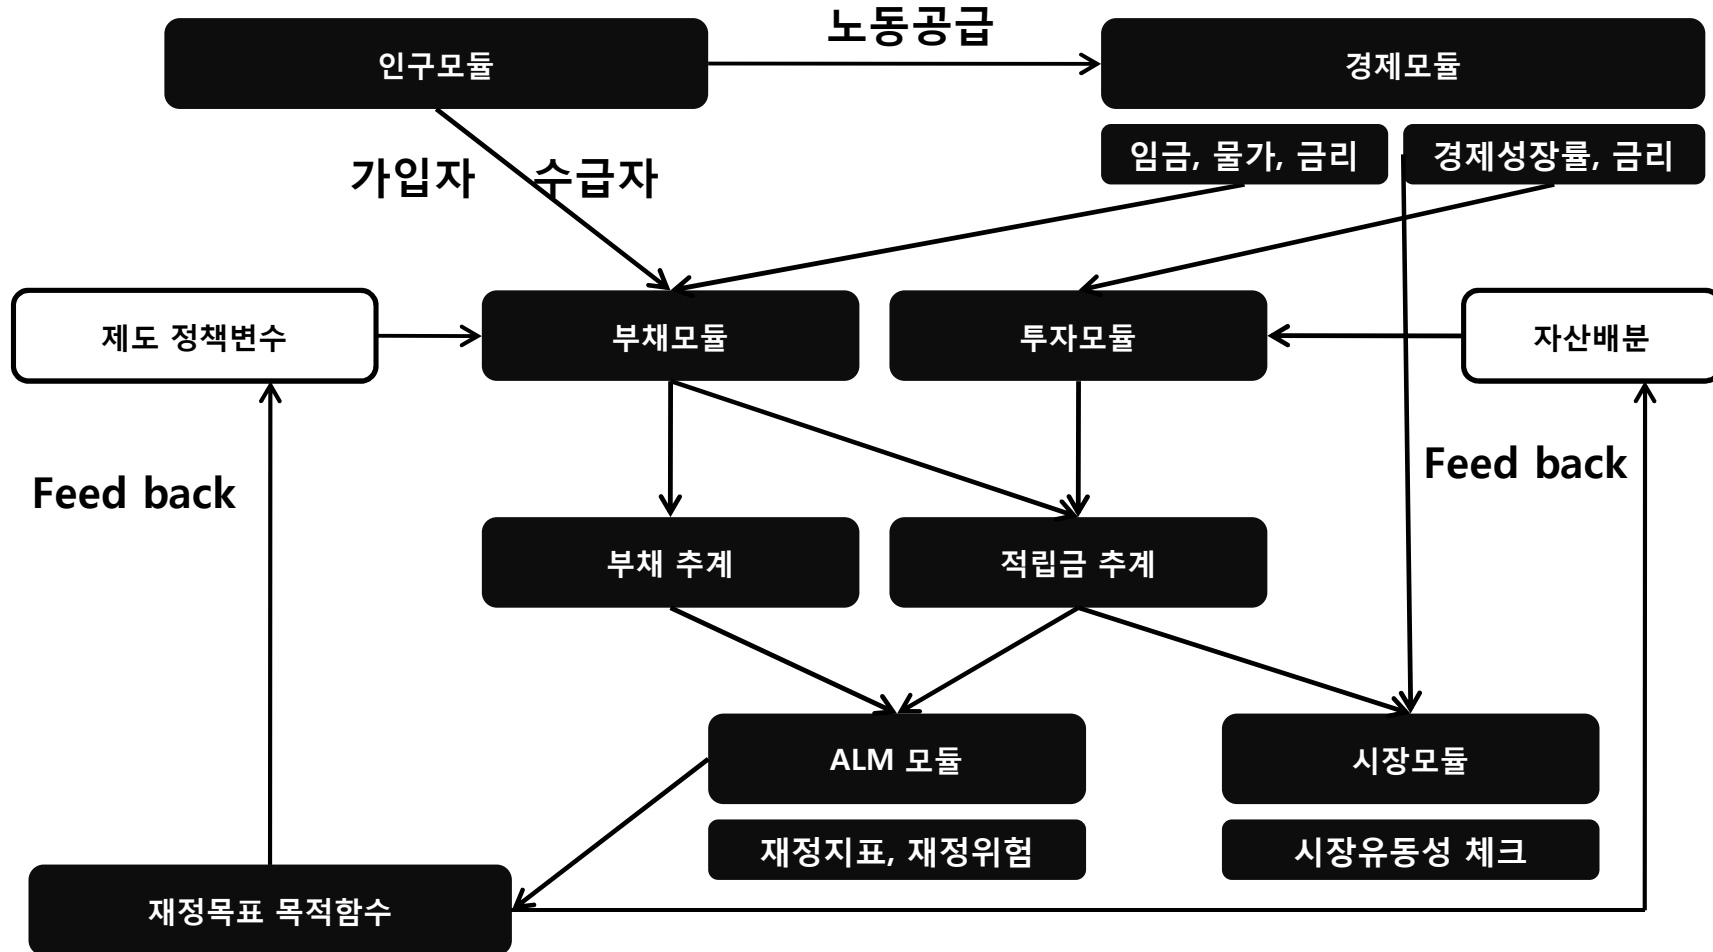 노동공급
인구모듈
경제모듈
임금, 물가, 금리
경제성장률, 금리
가입자
수급자
제도 정책변수
부채모듈
투자모듈
자산배분
Feed back
Feed back
부채 추계
적립금 추계
ALM 모듈
시장모듈
재정지표, 재정위험
시장유동성 체크
재정목표 목적함수